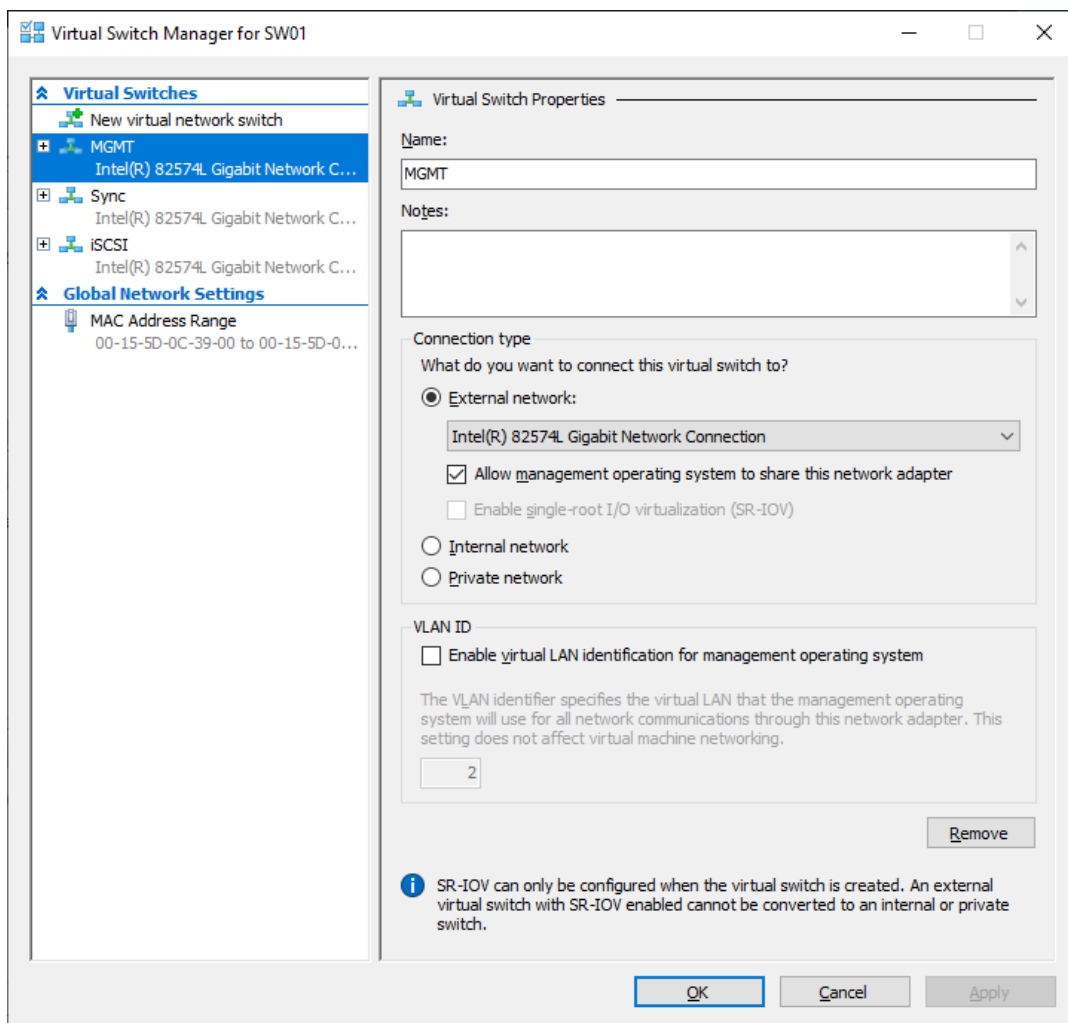 Virtual Switch Manager for SW01
Virtual Switches
New virtual network switch
MGMT
Intel(R) 82574L Gigabit Network C...
Sync
Intel(R) 82574L Gigabit Network C...
iSCSI
Intel(R) 82574L Gigabit Network C...
Global Network Settings
MAC Address Range
00-15-5D-0C-39-00 to 00-15-5D-0...
Virtual Switch Properties
Name:
MGMT
Notes:
Connection type
What do you want to connect this virtual switch to?
External network:
Intel(R) 82574L Gigabit Network Connection
Allow management operating system to share this network adapter
Enable single-root I/O virtualization (SR-IOV)
Internal network
Private network
VLAN ID
Enable virtual LAN identification for management operating system
The VLAN identifier specifies the virtual LAN that the management operating
system will use for all network communications through this network adapter. This
setting does not affect virtual machine networking.
2
Remove
SR-IOV can only be configured when the virtual switch is created. An external
virtual switch with SR-IOV enabled cannot be converted to an internal or private
switch.
OK
Cancel
Apply